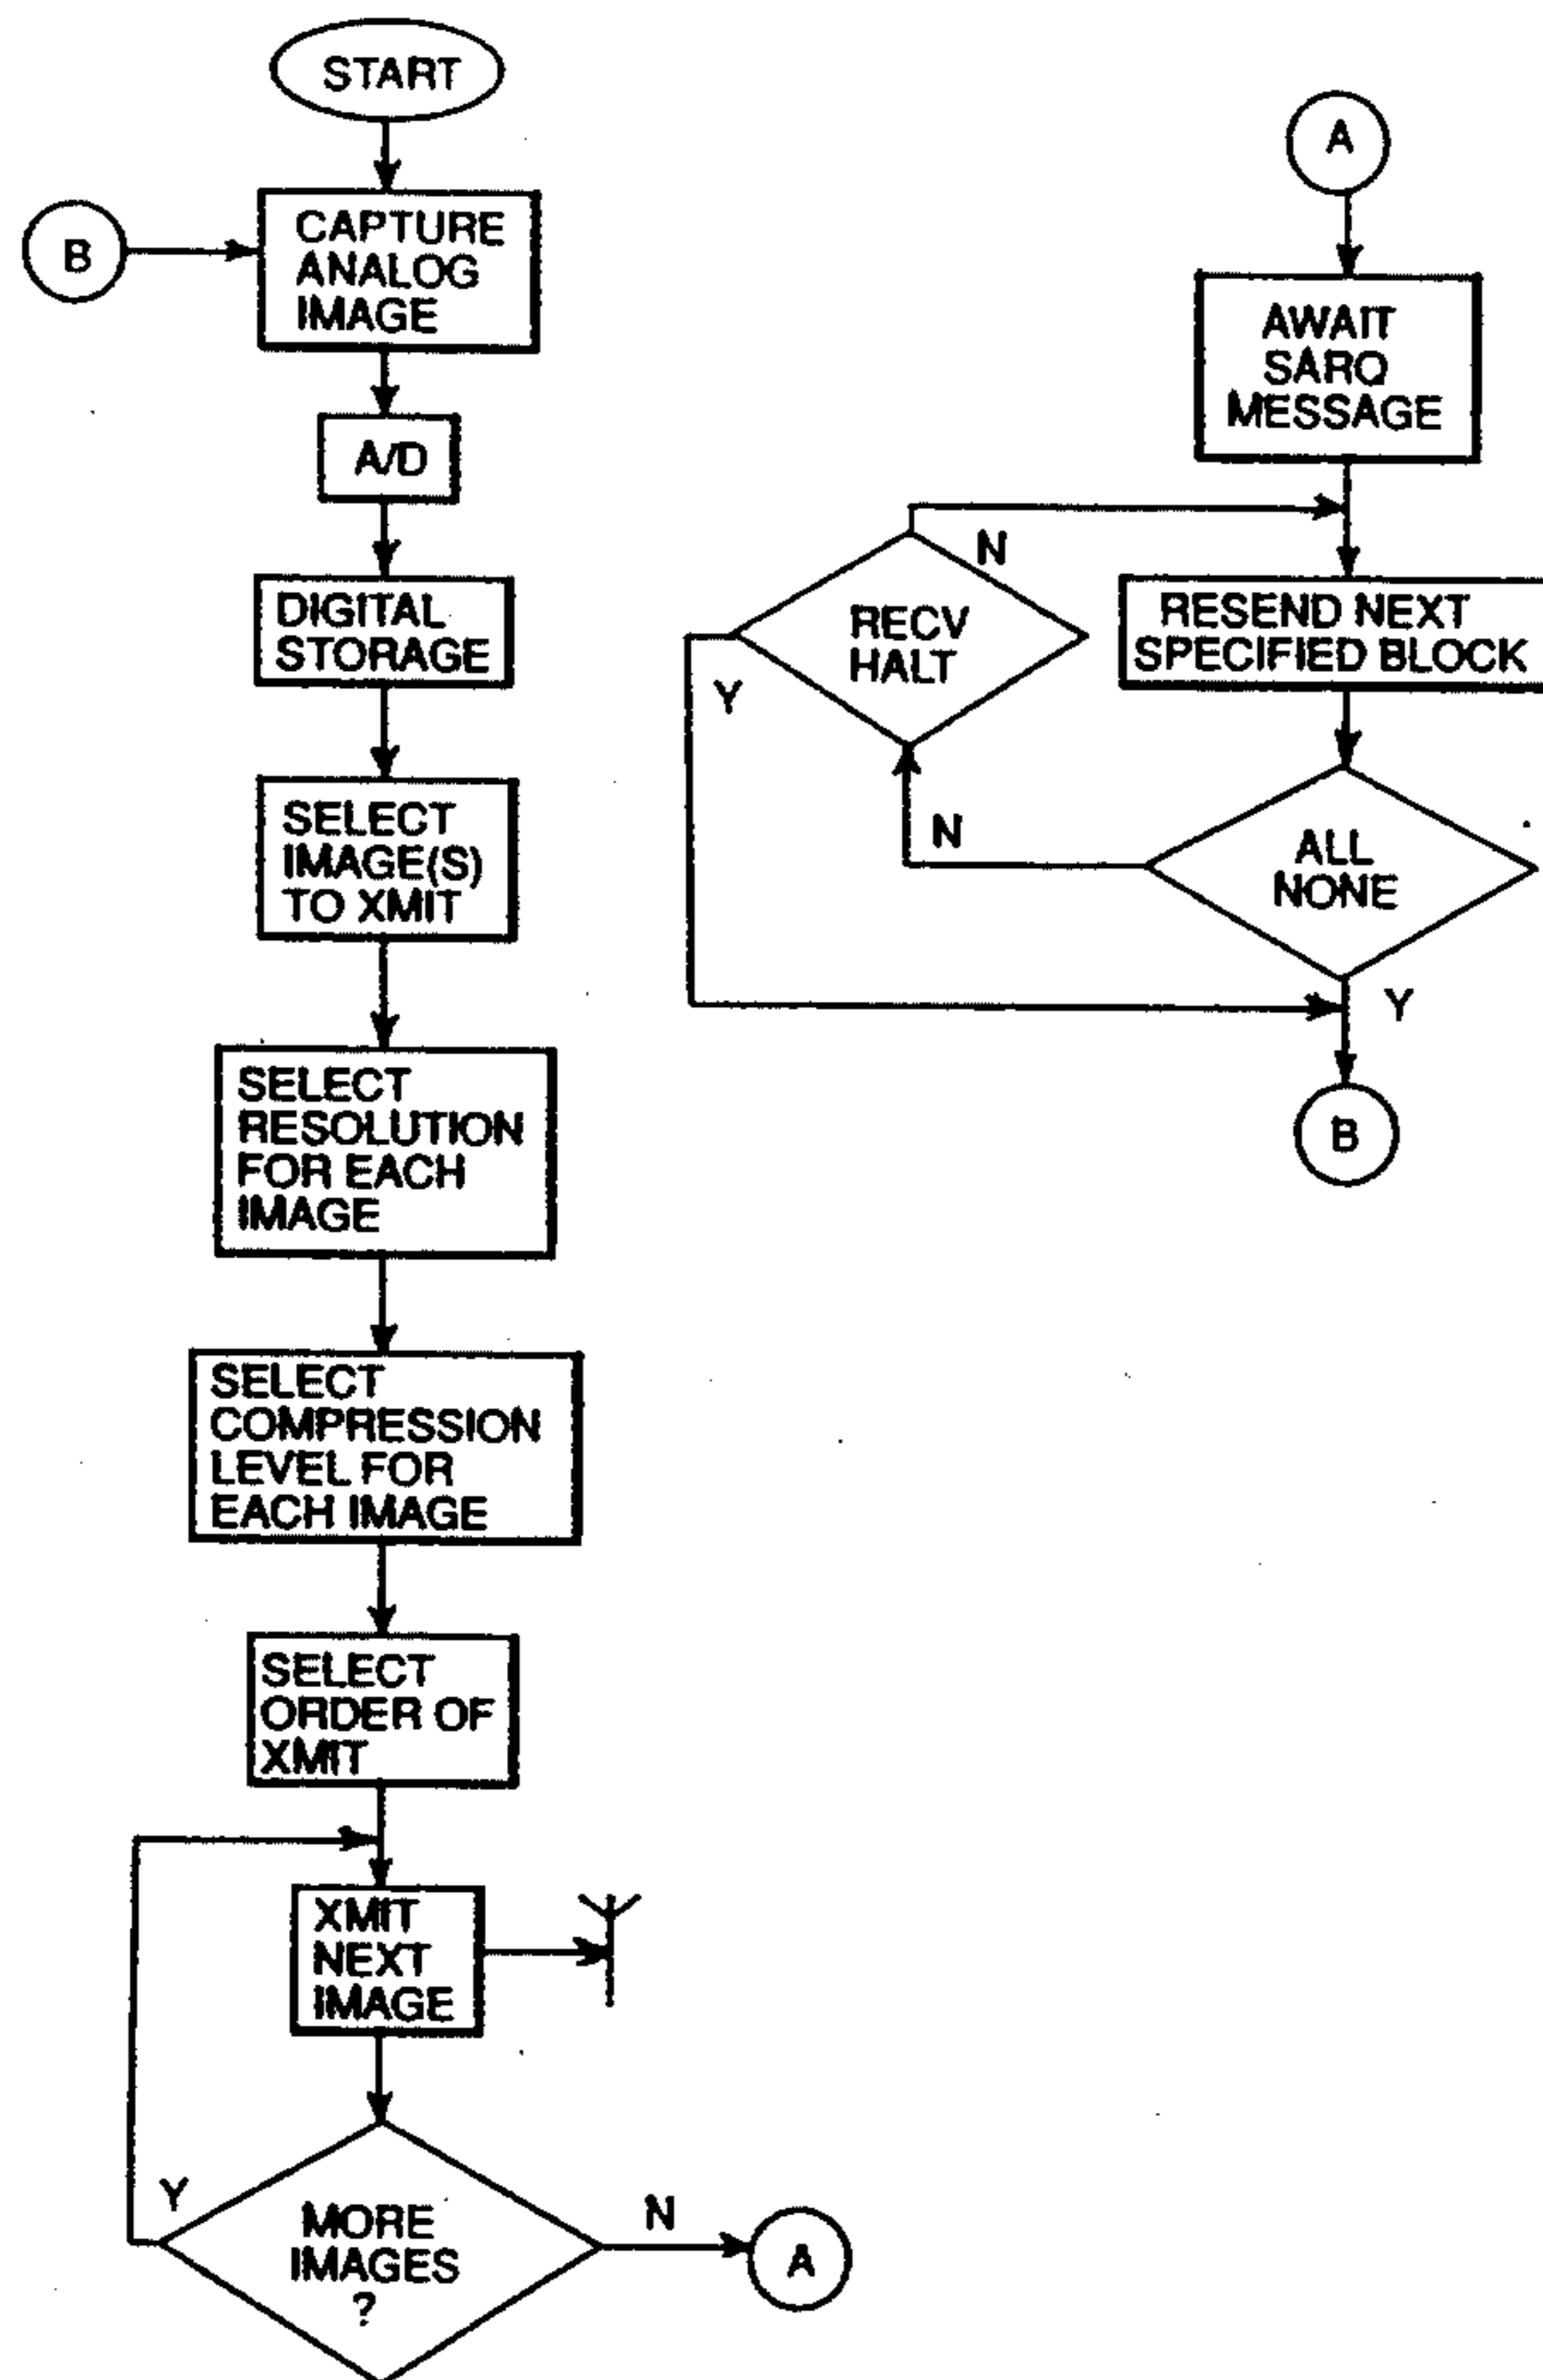 START
B
CAPTURE
ANALOG
IMAGE
A/D
DIGITAL
STORAGE
SELECT
IMAGE(S)
TO XMIT
SELECT
RESOLUTION
FOR EACH
IMAGE
SELECT
COMPRESSION
LEVEL FOR
EACH IMAGE
SELECT
ORDER OF
XMIT
XMIT
NEXT
IMAGE
Y
MORE
IMAGES
?
N
A
A
AWAIT
SARQ
MESSAGE
N
RECV
HALT
Y
RESEND NEXT
SPECIFIED BLOCK
N
ALL
NONE
Y
B